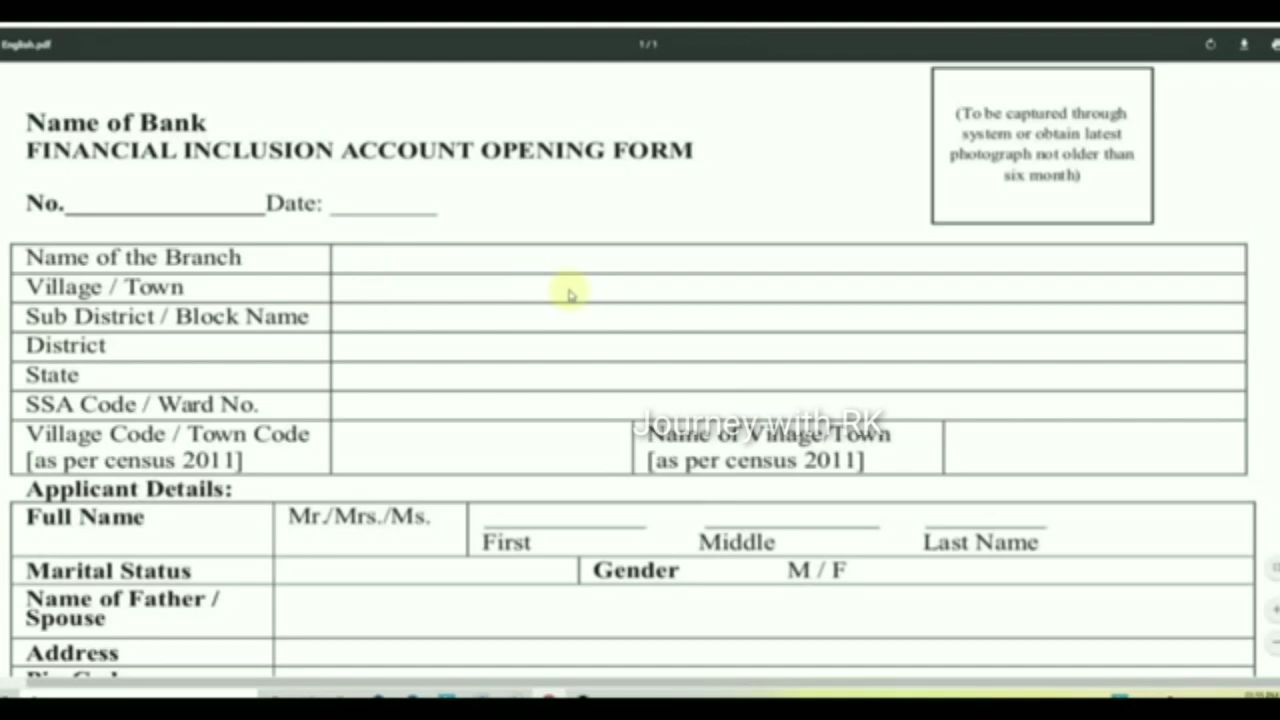 English.pdf
1 / 1
(To be captured through
system or obtain latest
photograph not older than
six month)
Name of Bank
FINANCIAL INCLUSION ACCOUNT OPENING FORM
No.______________Date: ________
Name of the Branch
Village / Town
Sub District / Block Name
District
State
SSA Code / Ward No.
Journey with RK
Village Code / Town Code Name of Village/Town
[as per census 2011] [as per census 2011]
Applicant Details:
Full Name Mr./Mrs./Ms.
First Middle Last Name
Marital Status Gender M / F
Name of Father /
Spouse
Address